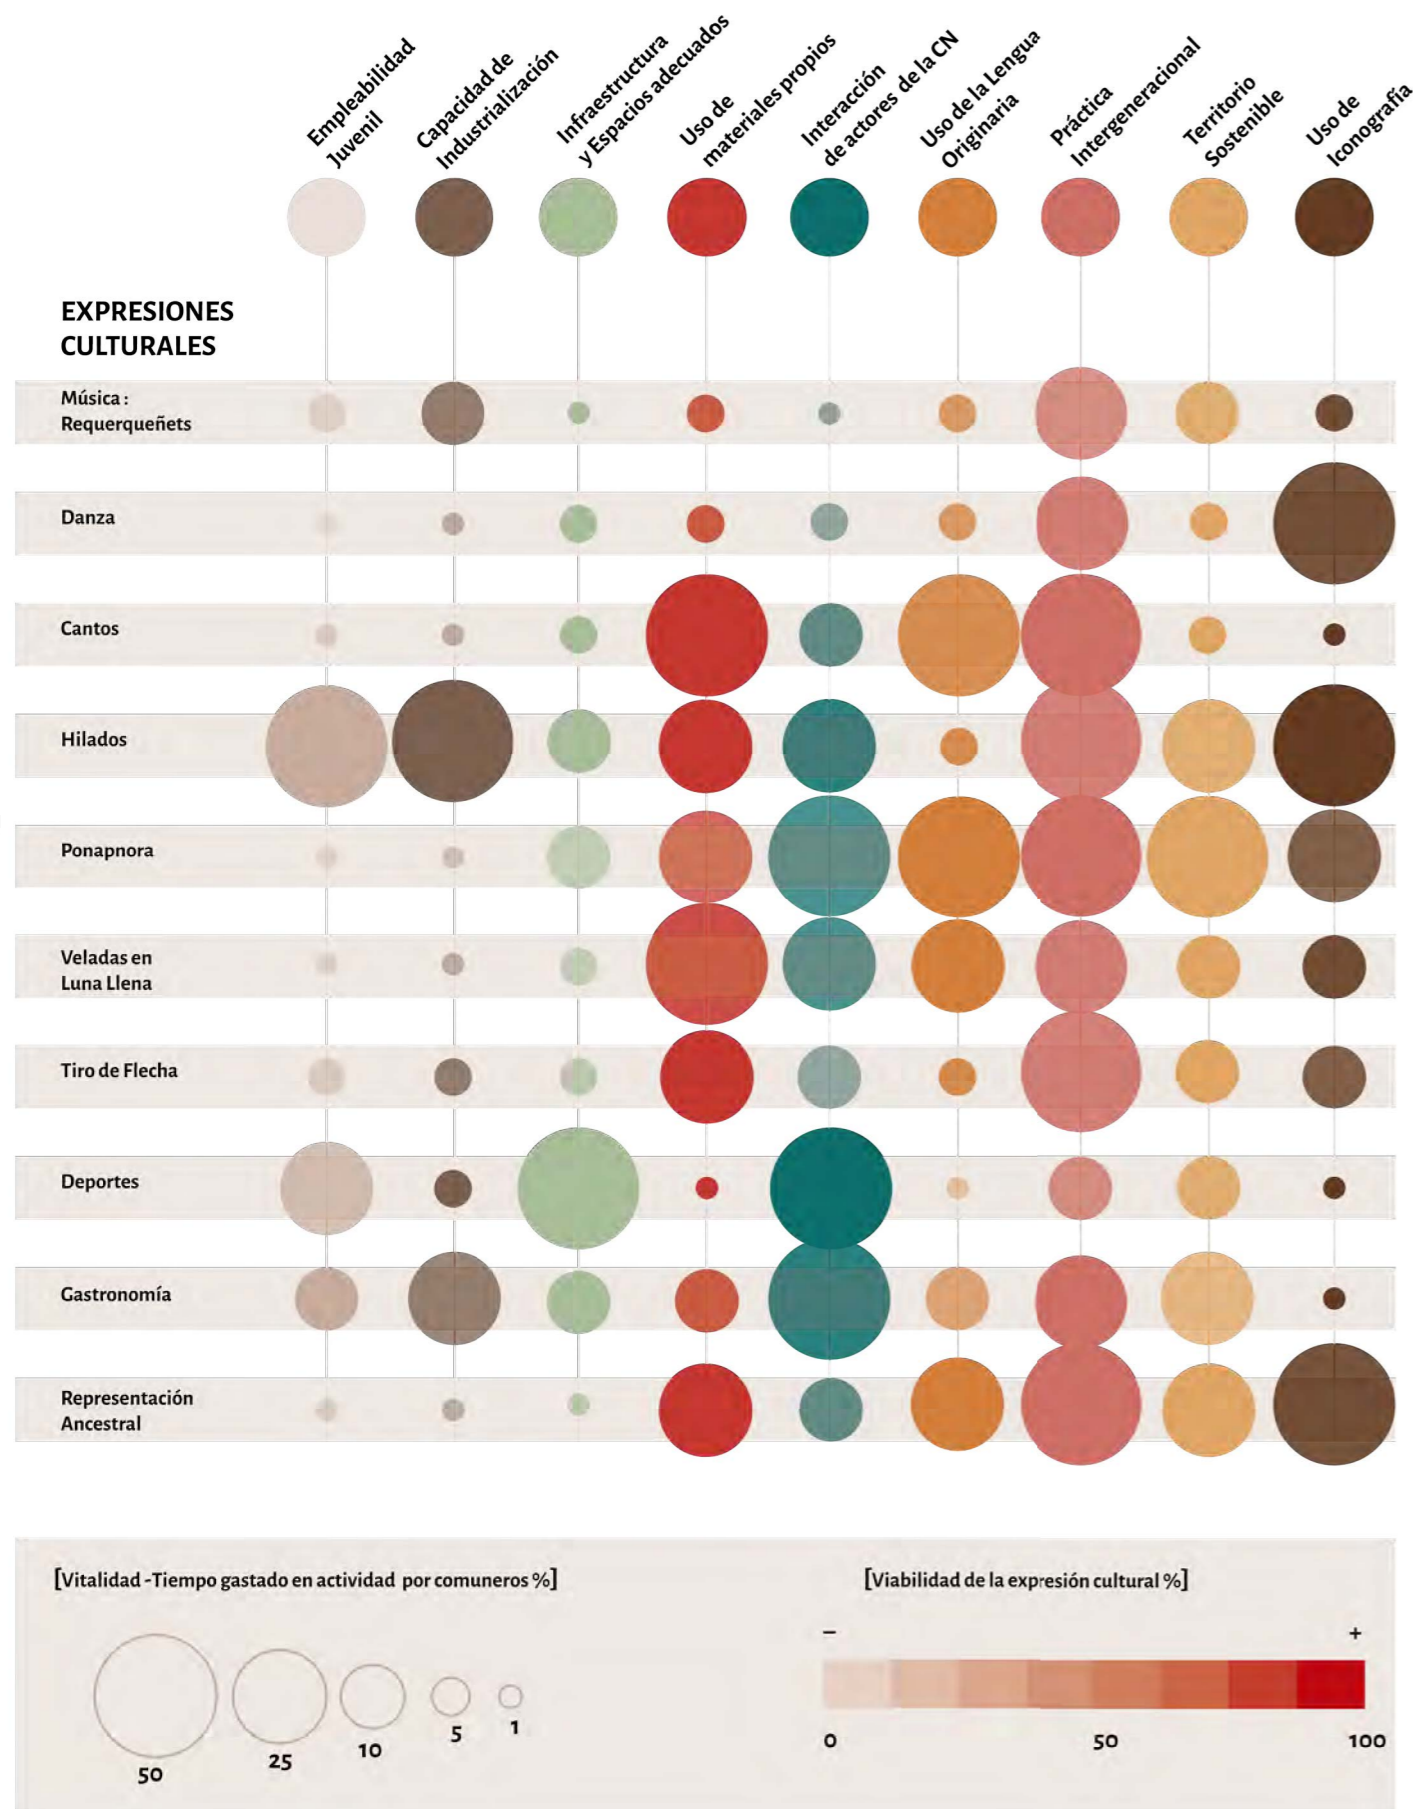 Empleabilidad
Juvenil
Capacidad de
Industrialización
Infraestructura
y Espacios adecuados
Uso de
materiales propios
Interacción
de actores de la CN
Uso de la Lengua
Originaria
Práctica
Intergeneracional
Territorio
Sostenible
Uso de
Iconografía
EXPRESIONES
CULTURALES
Música :
Requerqueñets
Danza
Cantos
Hilados
Ponapnora
Veladas en
Luna Llena
Tiro de Flecha
Deportes
Gastronomía
Representación
Ancestral
[Vitalidad -Tiempo gastado en actividad por comuneros %]
50
25
10
5
1
[Viabilidad de la expresión cultural %]
– +
0 50 100